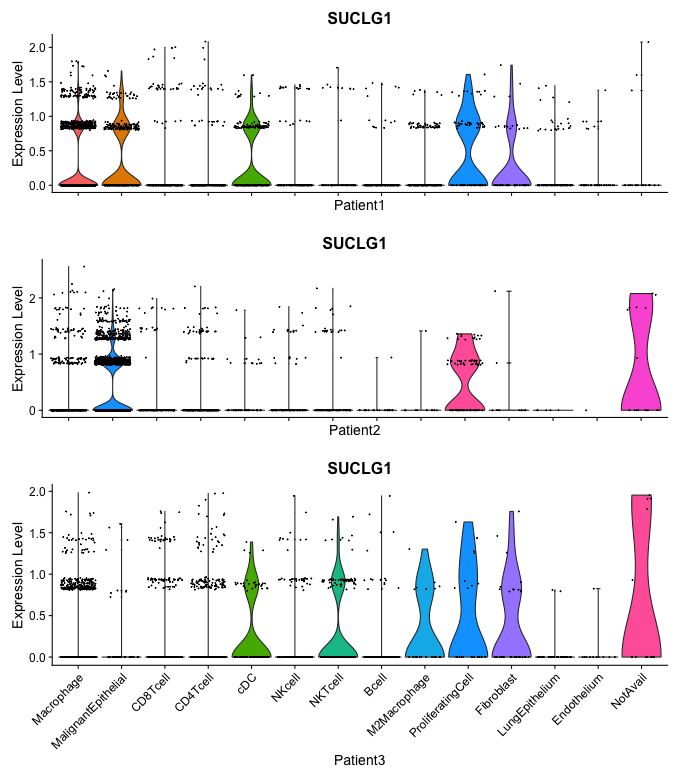 SUCLG1
Expression Level
2.0
1.5
1.0
0.5
0.0
Patient1
SUCLG1
Expression Level
2
1
0
Patient2
SUCLG1
Expression Level
2.0
1.5
1.0
0.5
0.0
Macrophage
MalignantEpithelial
CD8Tcell
CD4Tcell
cDC
NKcell
NKTcell
Bcell
M2Macrophage
ProliferatingCell
Fibroblast
LungEpithelium
Endothelium
NotAvail
Patient3